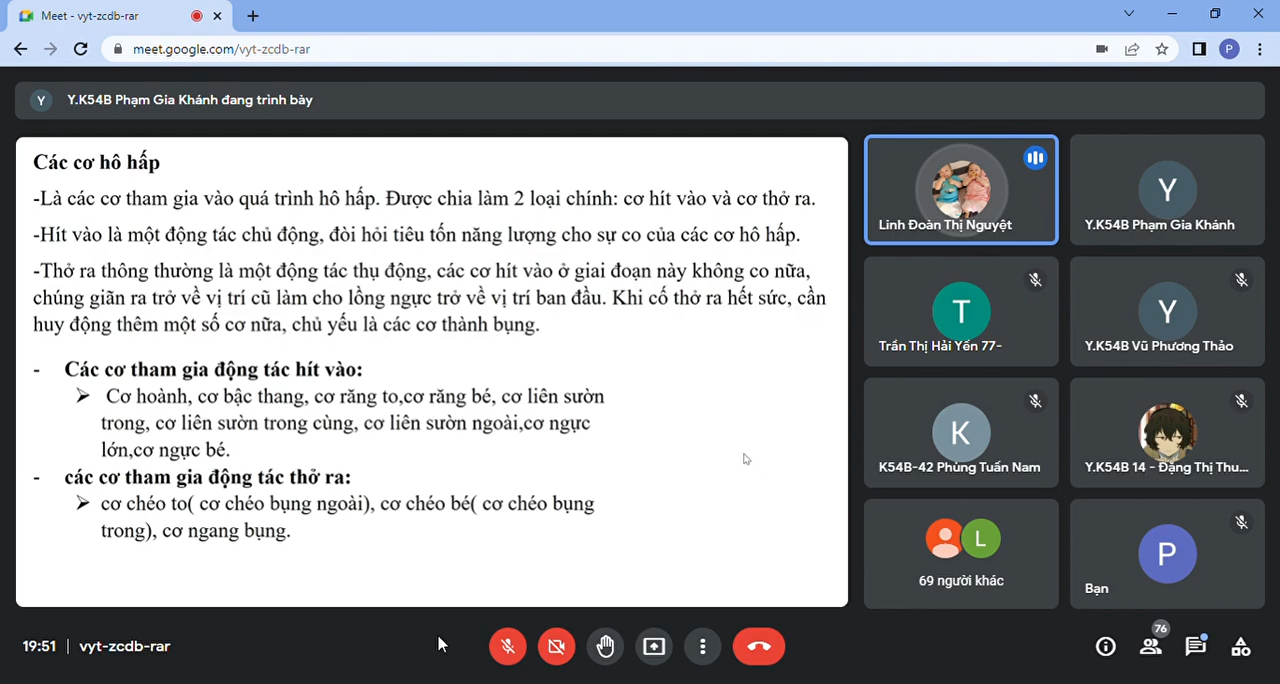 Meet - vyt-zcdb-rar
meet.google.com/vyt-zcdb-rar
P
Y
Y.K54B Phạm Gia Khánh đang trình bày
Các cơ hô hấp
-Là các cơ tham gia vào quá trình hô hấp. Được chia làm 2 loại chính: cơ hít vào và cơ thở ra.
-Hít vào là một động tác chủ động, đòi hỏi tiêu tốn năng lượng cho sự co của các cơ hô hấp.
-Thở ra thông thường là một động tác thụ động, các cơ hít vào ở giai đoạn này không co nữa,
chúng giãn ra trở về vị trí cũ làm cho lồng ngực trở về vị trí ban đầu. Khi cố thở ra hết sức, cần
huy động thêm một số cơ nữa, chủ yếu là các cơ thành bụng.
- Các cơ tham gia động tác hít vào:
➢ Cơ hoành, cơ bậc thang, cơ răng to,cơ răng bé, cơ liên sườn
trong, cơ liên sườn trong cùng, cơ liên sườn ngoài,cơ ngực
lớn,cơ ngực bé.
- các cơ tham gia động tác thở ra:
➢ cơ chéo to( cơ chéo bụng ngoài), cơ chéo bé( cơ chéo bụng
trong), cơ ngang bụng.
Linh Đoàn Thị Nguyệt
Y
Y.K54B Phạm Gia Khánh
T
Trần Thị Hải Yến 77-
Y
Y.K54B Vũ Phương Thảo
K
K54B-42 Phùng Tuấn Nam
Y.K54B 14 - Đặng Thị Thu...
L
69 người khác
P
Bạn
19:51 | vyt-zcdb-rar
76